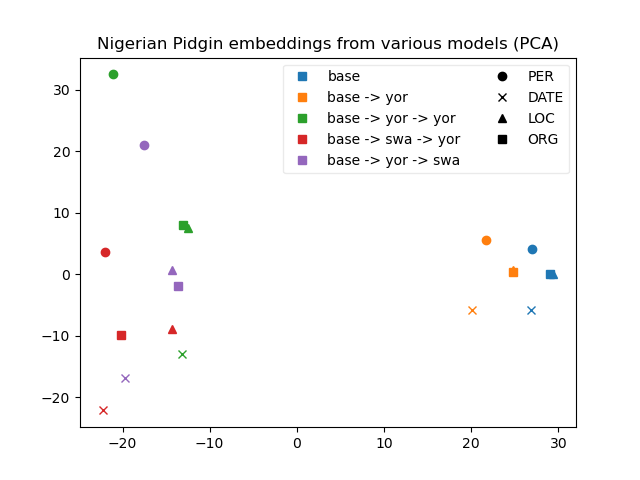 Nigerian Pidgin embeddings from various models (PCA)
30
20
10
0
−10
−20
−20
−10
0
10
20
30
base
base -> yor
base -> yor -> yor
base -> swa -> yor
base -> yor -> swa
PER
DATE
LOC
ORG